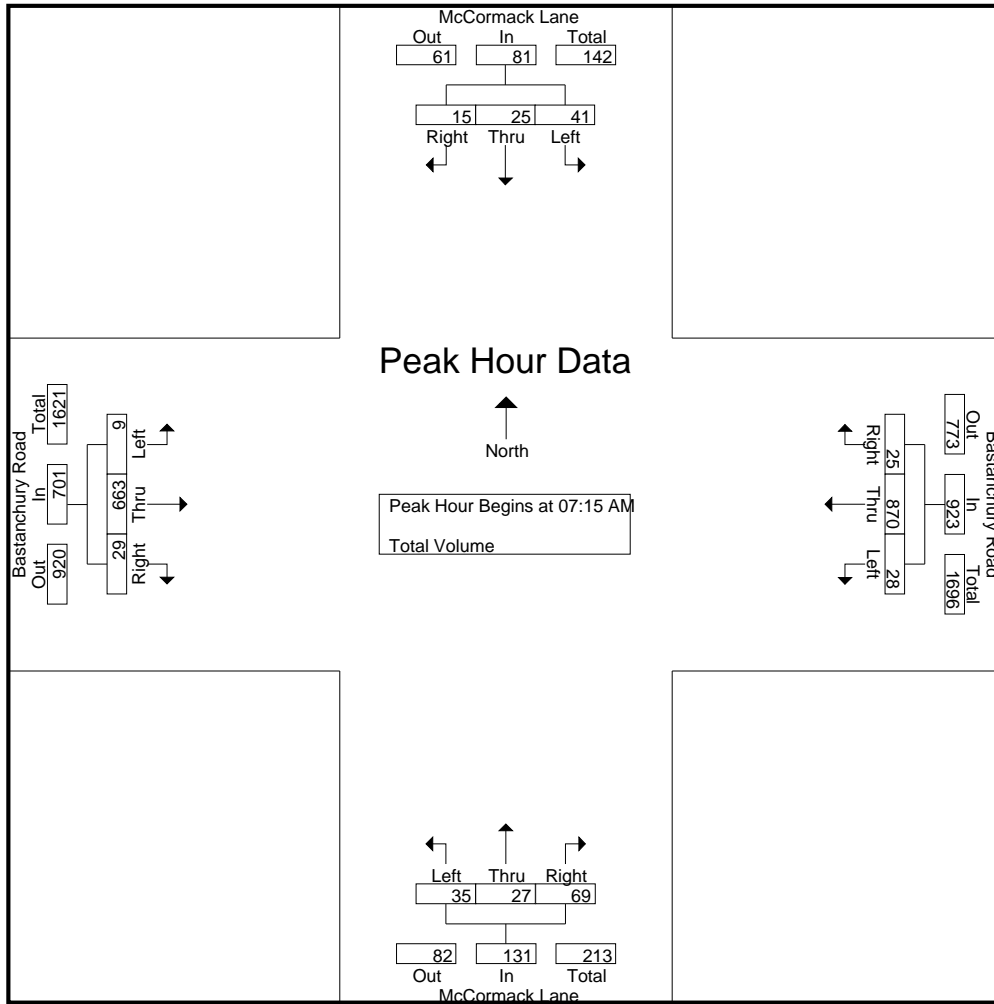 McCormack Lane
Out In Total
61 81 142
15 25 41
Right Thru Left
Peak Hour Data
North
Peak Hour Begins at 07:15 AM
Total Volume
Bastanchury Road
Out In Total
920 701 1621
29 663 9
Right Thru Left
Bastanchury Road
Out In Total
773 923 1696
25 870 28
Right Thru Left
Left Thru Right
35 27 69
82 131 213
Out In Total
McCormack Lane